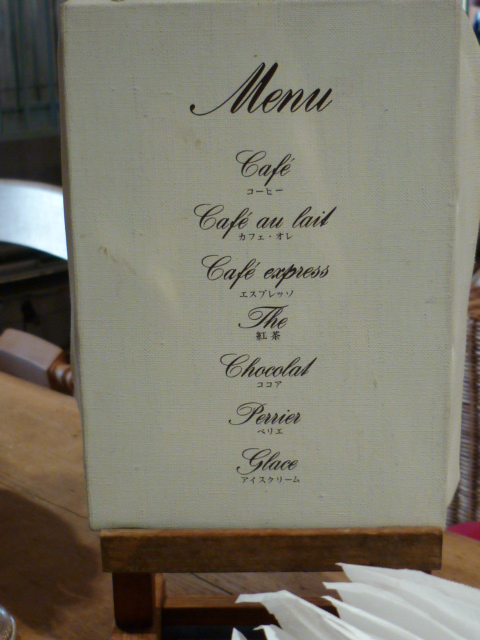 Menu
Café
コーヒー
Café au lait
カフェ・オレ
Café express
エスプレッソ
The
紅茶
Chocolat
ココア
Perrier
ペリエ
Glace
アイスクリーム